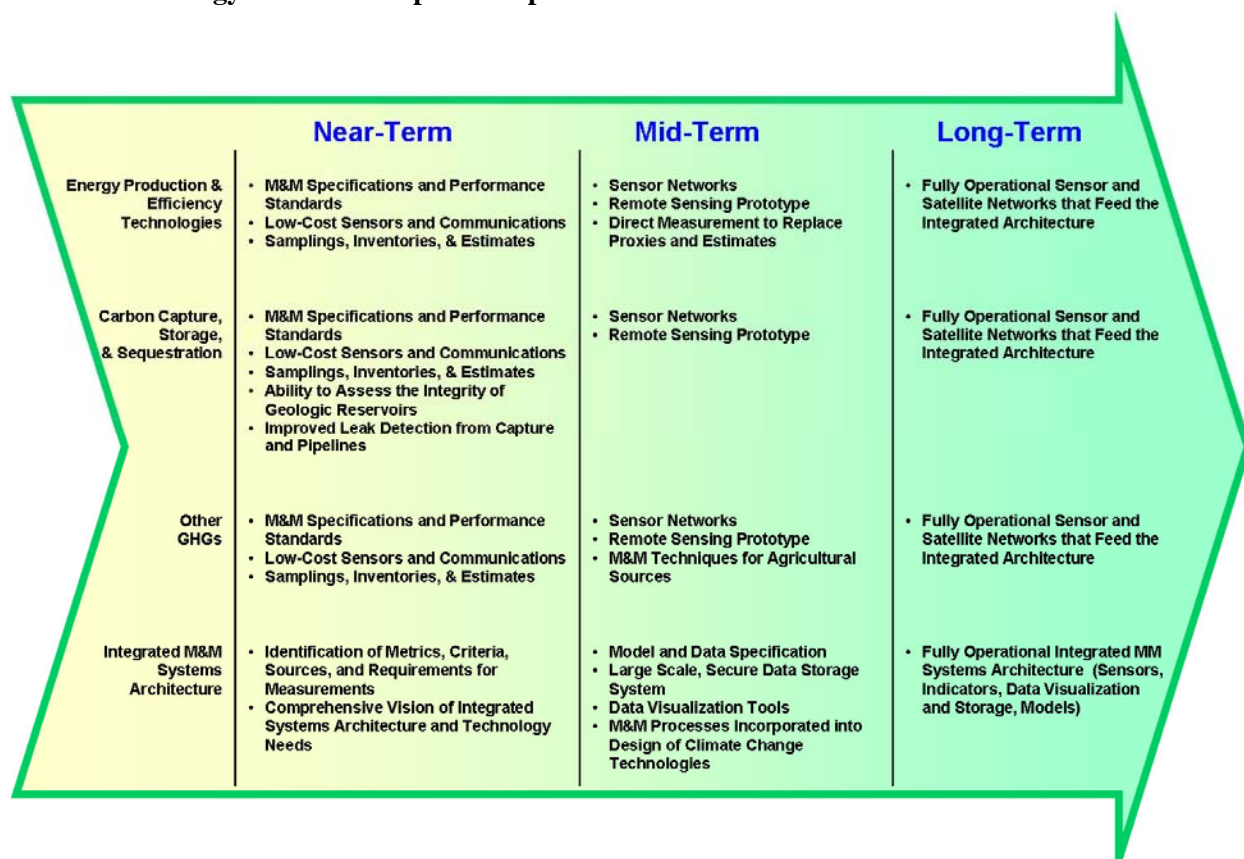 Near-Term Mid-Term Long-Term
Energy Production &
Efficiency
Technologies
• M&M Specifications and Performance
Standards
• Low-Cost Sensors and Communications
• Samplings, Inventories, & Estimates
• Sensor Networks
• Remote Sensing Prototype
• Direct Measurement to Replace
Proxies and Estimates
• Fully Operational Sensor and
Satellite Networks that Feed the
Integrated Architecture
Carbon Capture,
Storage,
& Sequestration
• M&M Specifications and Performance
Standards
• Low-Cost Sensors and Communications
• Samplings, Inventories, & Estimates
• Ability to Assess the Integrity of
Geologic Reservoirs
• Improved Leak Detection from Capture
and Pipelines
• Sensor Networks
• Remote Sensing Prototype
• Fully Operational Sensor and
Satellite Networks that Feed the
Integrated Architecture
Other
GHGs
• M&M Specifications and Performance
Standards
• Low-Cost Sensors and Communications
• Samplings, Inventories, & Estimates
• Sensor Networks
• Remote Sensing Prototype
• M&M Techniques for Agricultural
Sources
• Fully Operational Sensor and
Satellite Networks that Feed the
Integrated Architecture
Integrated M&M
Systems
Architecture
• Identification of Metrics, Criteria,
Sources, and Requirements for
Measurements
• Comprehensive Vision of Integrated
Systems Architecture and Technology
Needs
• Model and Data Specification
• Large Scale, Secure Data Storage
System
• Data Visualization Tools
• M&M Processes Incorporated into
Design of Climate Change
Technologies
• Fully Operational Integrated MM
Systems Architecture (Sensors,
Indicators, Data Visualization
and Storage, Models)